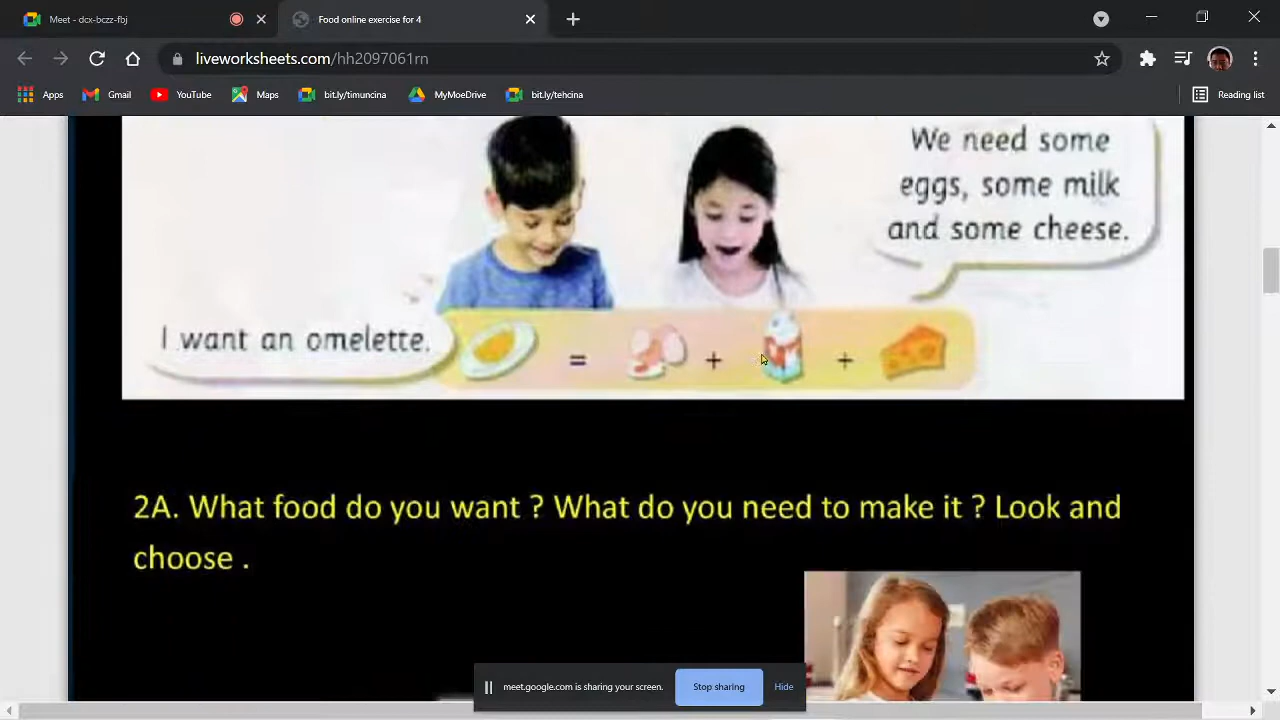 Meet - dcx-bczz-fbj
Food online exercise for 4
liveworksheets.com/hh2097061rn
Apps
Gmail
YouTube
Maps
bit.ly/timuncina
MyMoeDrive
bit.ly/tehcina
Reading list
We need some
eggs, some milk
and some cheese.
I want an omelette.
= + +
2A. What food do you want ? What do you need to make it ? Look and
choose .
meet.google.com is sharing your screen.
Stop sharing
Hide